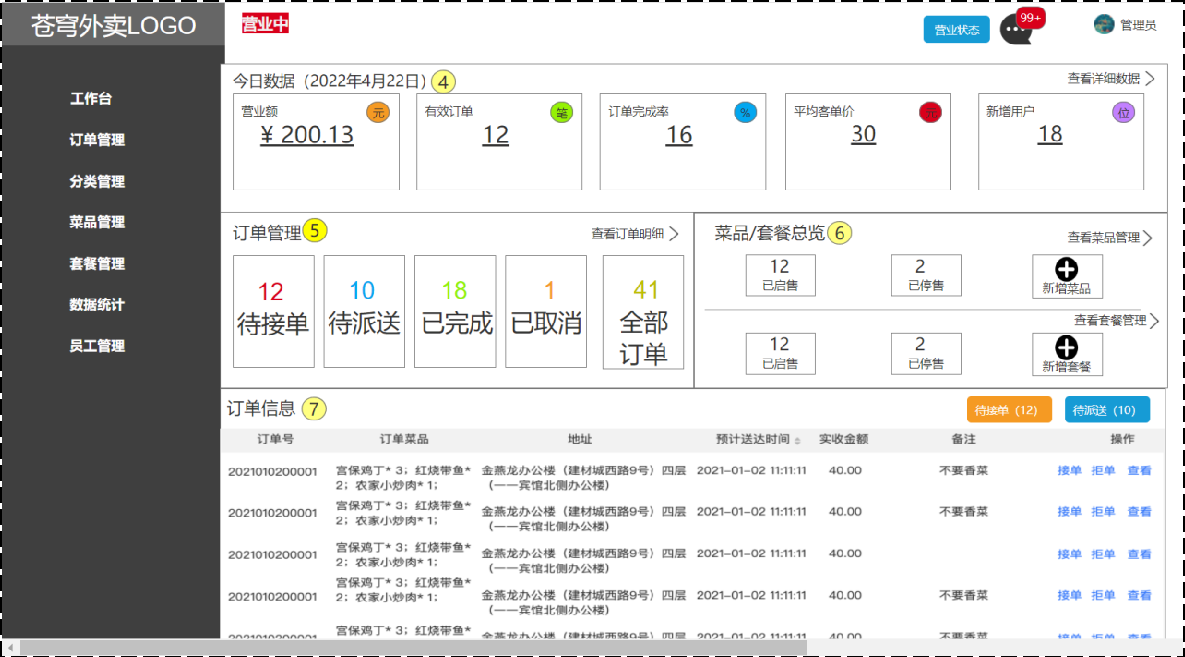 苍穹外卖LOGO
营业中
营业状态
99+
管理员
工作台
订单管理
分类管理
菜品管理
套餐管理
数据统计
员工管理
今日数据（2022年4月22日） 4
查看详细数据
营业额 元
¥ 200.13
有效订单 笔
12
订单完成率 %
16
平均客单价 元
30
新增用户 位
18
订单管理 5
查看订单明细
12
待接单
10
待派送
18
已完成
1
已取消
41
全部
订单
菜品/套餐总览 6
查看菜品管理
12
已启售
2
已停售
新增菜品
查看套餐管理
12
已启售
2
已停售
新增套餐
订单信息 7
待接单（12）
待派送（10）
订单号 订单菜品 地址 预计送达时间 实收金额 备注 操作
2021010200001 宫保鸡丁* 3；红烧带鱼* 金燕龙办公楼（建材城西路9号）四层 2021-01-02 11:11:11 40.00 不要香菜 接单 拒单 查看
2；农家小炒肉* 1； （一一宾馆北侧办公楼）
2021010200001 宫保鸡丁* 3；红烧带鱼* 金燕龙办公楼（建材城西路9号）四层 2021-01-02 11:11:11 40.00 不要香菜 接单 拒单 查看
2；农家小炒肉* 1； （一一宾馆北侧办公楼）
2021010200001 宫保鸡丁* 3；红烧带鱼* 金燕龙办公楼（建材城西路9号）四层 2021-01-02 11:11:11 40.00 接单 拒单 查看
2；农家小炒肉* 1； （一一宾馆北侧办公楼）
2021010200001 宫保鸡丁* 3；红烧带鱼* 金燕龙办公楼（建材城西路9号）四层 2021-01-02 11:11:11 40.00 不要香菜 接单 拒单 查看
2；农家小炒肉* 1； （一一宾馆北侧办公楼）
2021010200001 宫保鸡丁* 3；红烧带鱼* 金燕龙办公楼（建材城西路9号）四层 2021-01-02 11:11:11 40.00 不要香菜 接单 拒单 查看